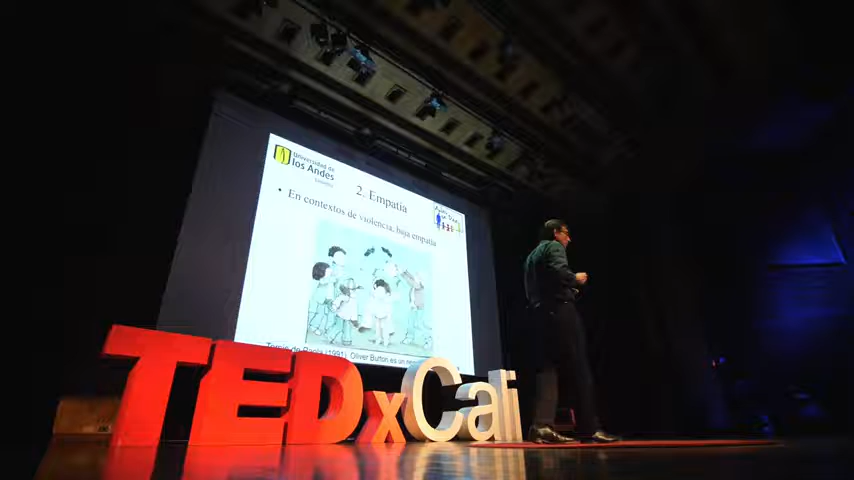 Universidad de
los Andes
2. Empatía
• En contextos de violencia, baja empatía
Tomie de Paola (1991). Oliver Button es un
TEDxCali